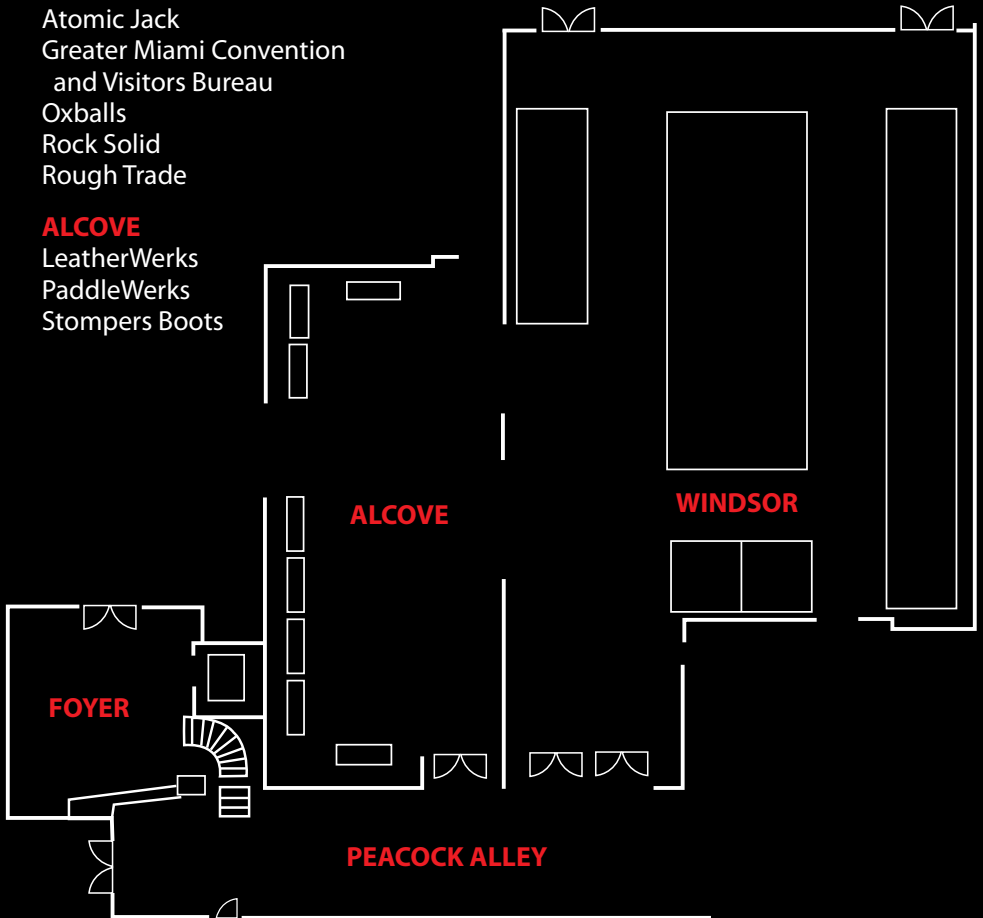 Atomic Jack
Greater Miami Convention
and Visitors Bureau
Oxballs
Rock Solid
Rough Trade
ALCOVE
LeatherWerks
PaddleWerks
Stompers Boots
ALCOVE
WINDSOR
FOYER
PEACOCK ALLEY